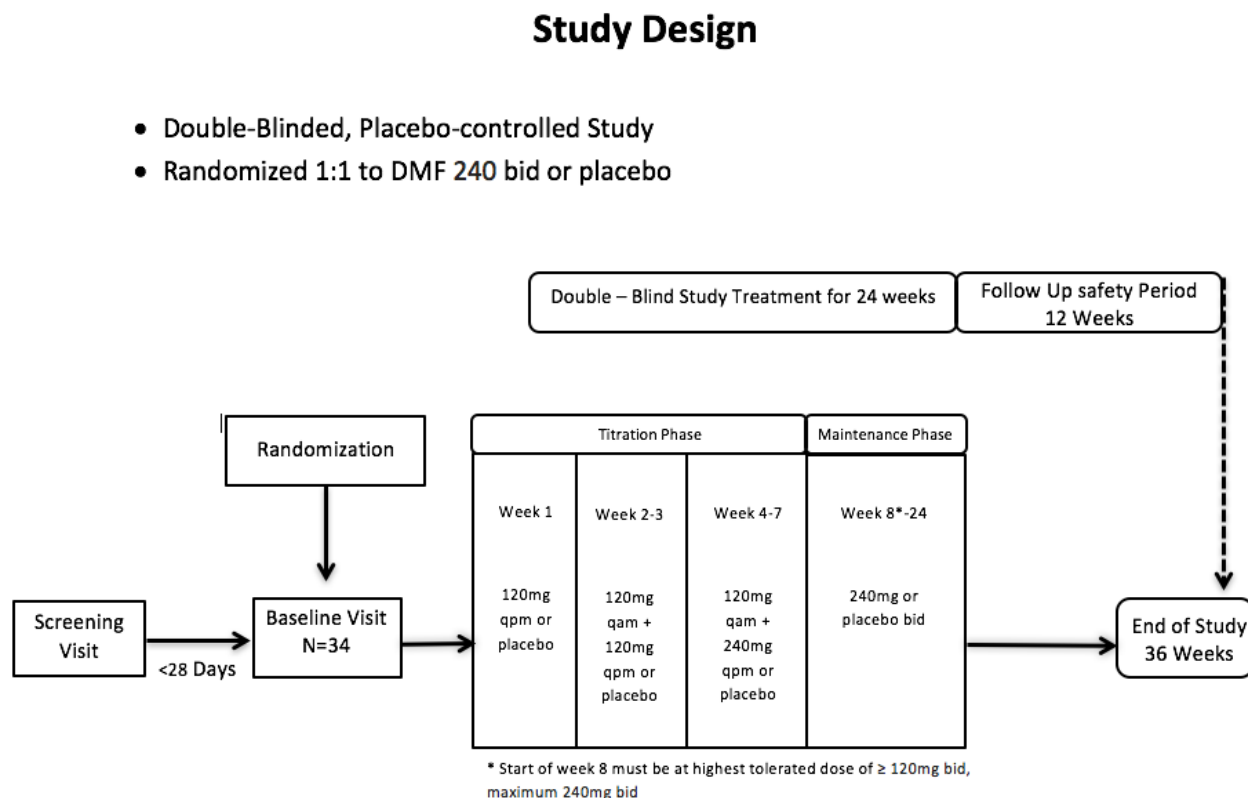 Study Design
• Double-Blinded, Placebo-controlled Study
• Randomized 1:1 to DMF 240 bid or placebo
Double – Blind Study Treatment for 24 weeks
Follow Up safety Period
12 Weeks
Randomization
Titration Phase
Maintenance Phase
Week 1
Week 2-3
Week 4-7
Week 8*-24
120mg
qpm or
placebo
120mg
qam +
120mg
qpm or
placebo
120mg
qam +
240mg
qpm or
placebo
240mg or
placebo bid
Screening
Visit
<28 Days
Baseline Visit
N=34
End of Study
36 Weeks
* Start of week 8 must be at highest tolerated dose of ≥ 120mg bid,
maximum 240mg bid